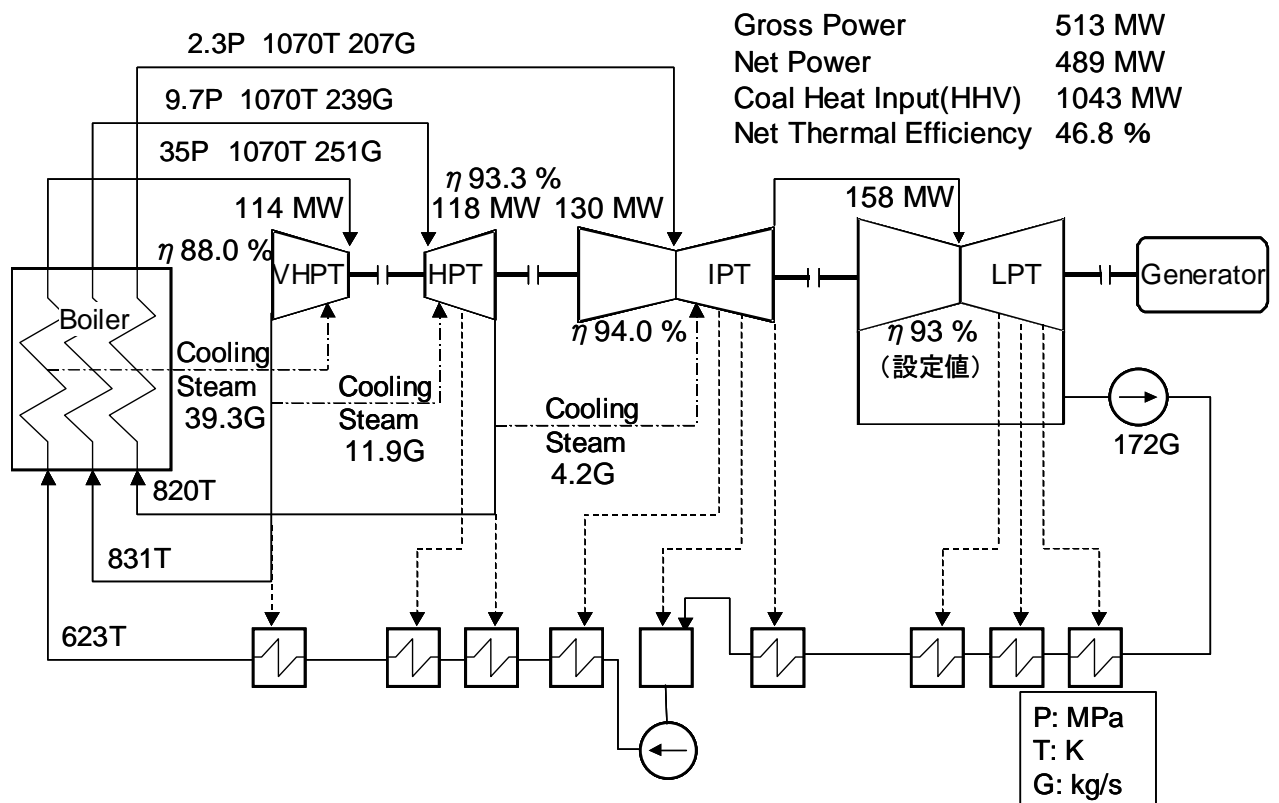 2.3P 1070T 207G
9.7P 1070T 239G
35P 1070T 251G
Gross Power 513 MW
Net Power 489 MW
Coal Heat Input(HHV) 1043 MW
Net Thermal Efficiency 46.8 %
η 93.3 %
114 MW
118 MW
130 MW
158 MW
η 88.0 %
VHPT
HPT
IPT
LPT
Generator
Boiler
η 94.0 %
η 93 %
(設定値)
Cooling
Steam
39.3G
Cooling
Steam
11.9G
Cooling
Steam
4.2G
172G
820T
831T
623T
P: MPa
T: K
G: kg/s